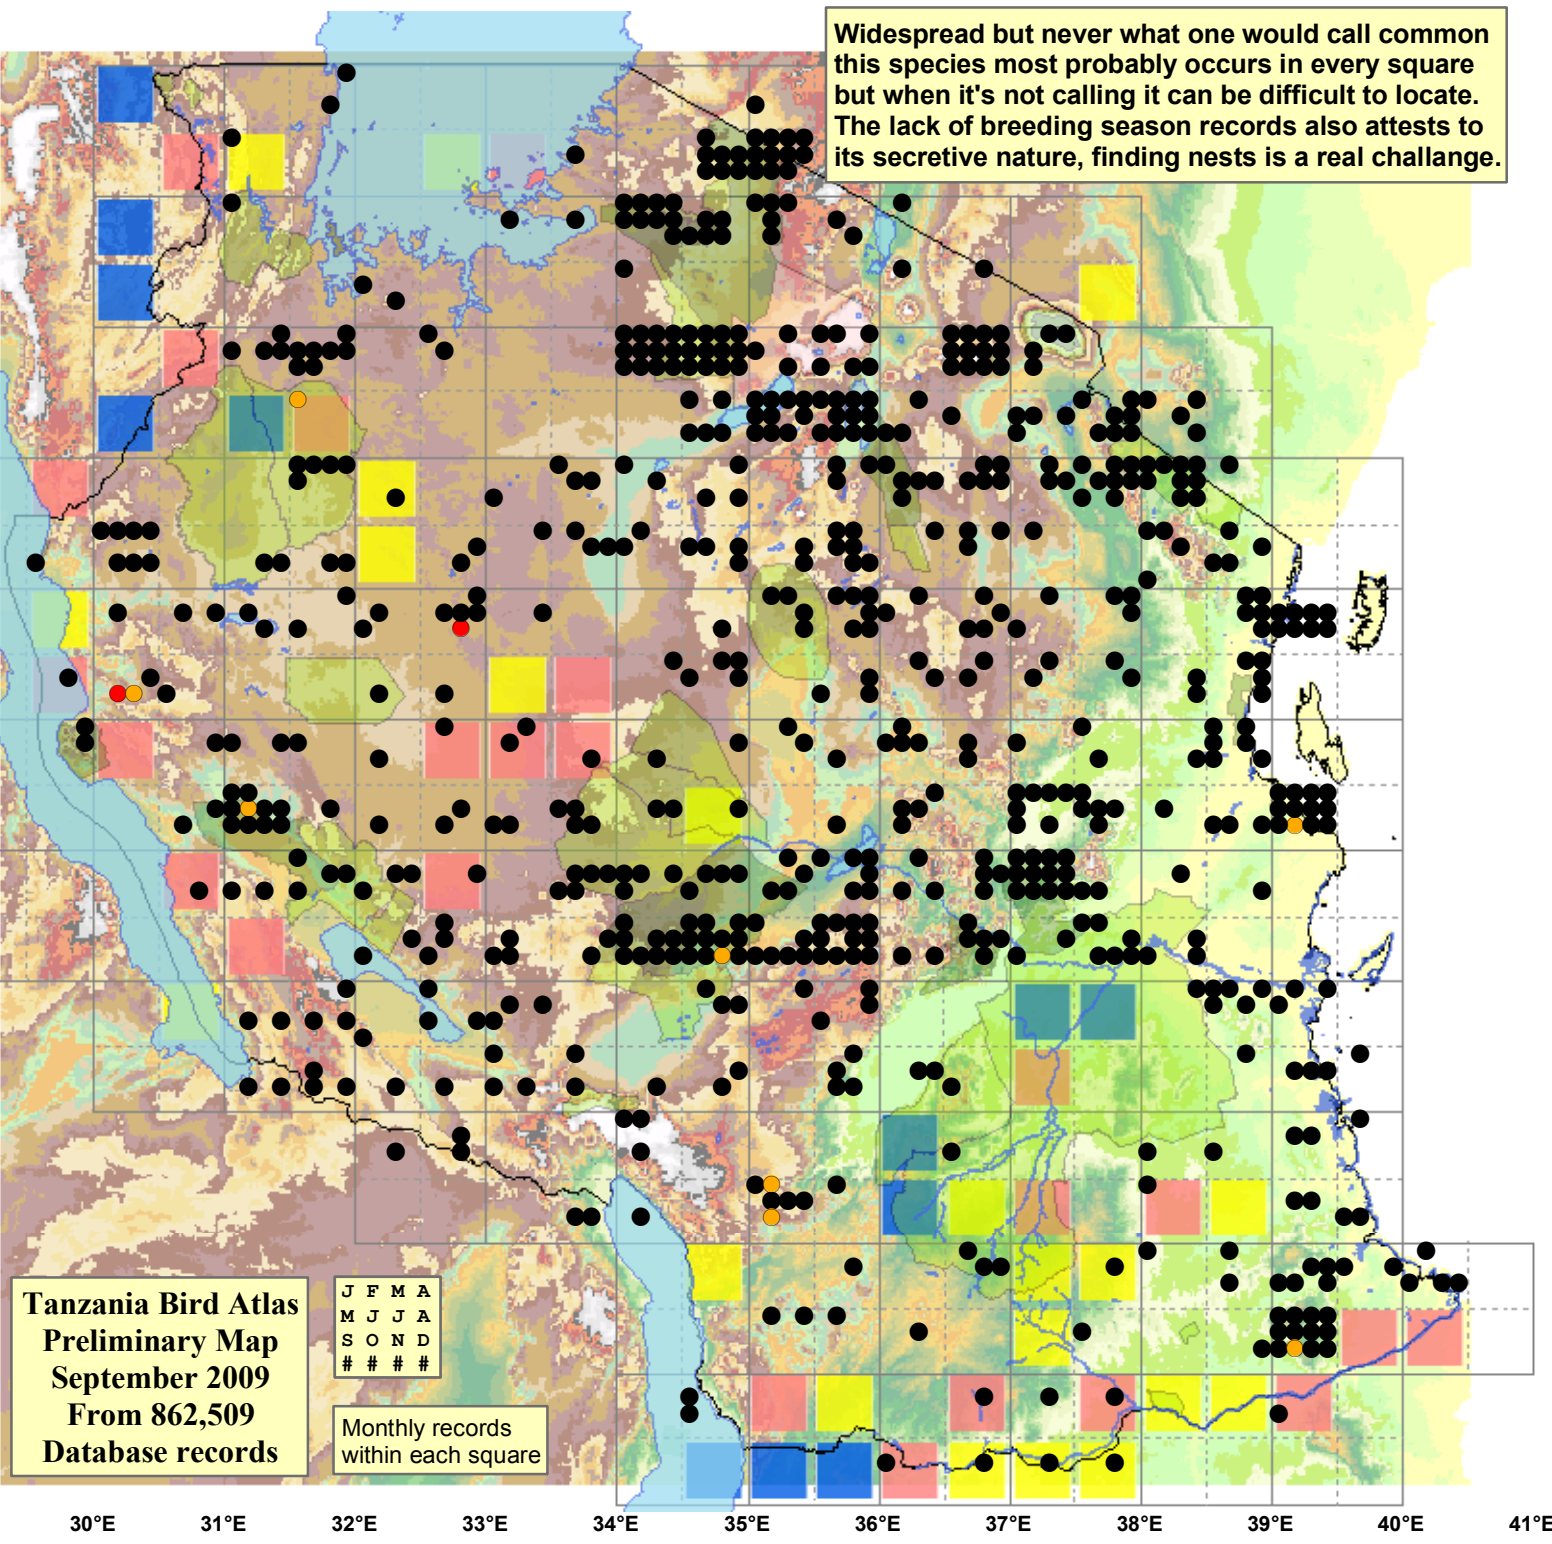 Widespread but never what one would call common
this species most probably occurs in every square
but when it's not calling it can be difficult to locate.
The lack of breeding season records also attests to
its secretive nature, finding nests is a real challange.
Tanzania Bird Atlas
Preliminary Map
September 2009
From 862,509
Database records
J F M A
M J J A
S O N D
# # # #
Monthly records
within each square
30°E 31°E 32°E 33°E 34°E 35°E 36°E 37°E 38°E 39°E 40°E 41°E